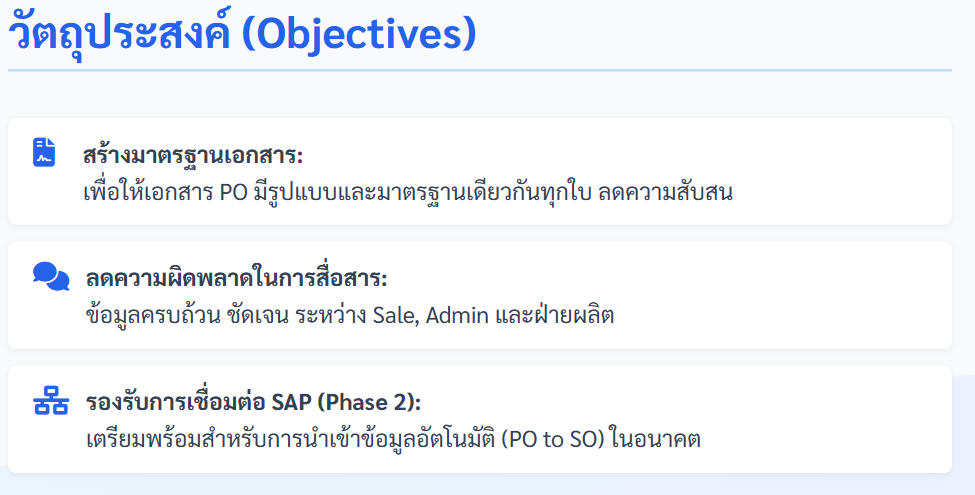 วัตถุประสงค์ (Objectives)
สร้างมาตรฐานเอกสาร:
เพื่อให้เอกสาร PO มีรูปแบบและมาตรฐานเดียวกันทุกใบ ลดความสับสน
ลดความผิดพลาดในการสื่อสาร:
ข้อมูลครบถ้วน ชัดเจน ระหว่าง Sale, Admin และฝ่ายผลิต
รองรับการเชื่อมต่อ SAP (Phase 2):
เตรียมพร้อมสำหรับการนำเข้าข้อมูลอัตโนมัติ (PO to SO) ในอนาคต